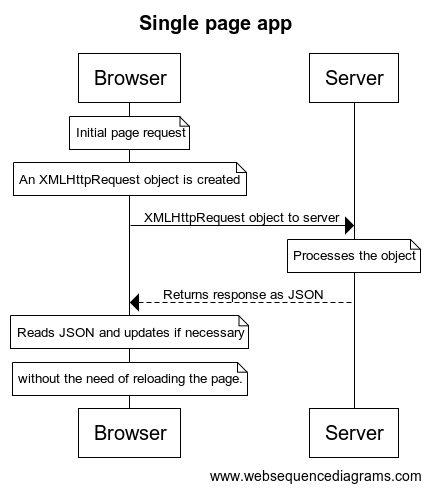 Single page app
Browser
Server
Initial page request
An XMLHttpRequest object is created
XMLHttpRequest object to server
Processes the object
Returns response as JSON
Reads JSON and updates if necessary
without the need of reloading the page.
Browser
Server
www.websequencediagrams.com